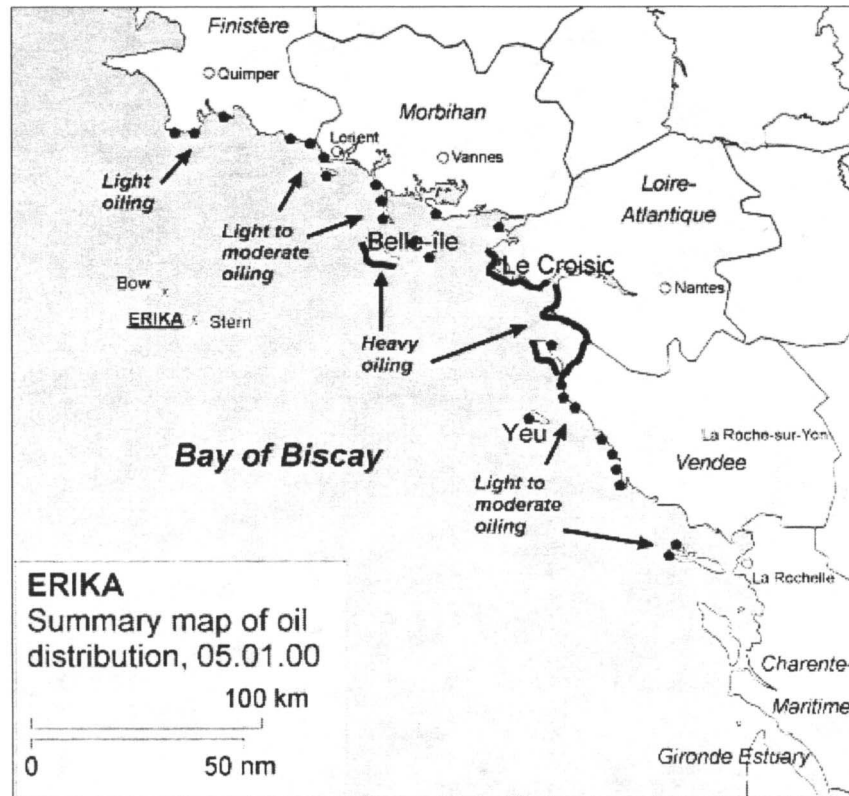 Finistère
Quimper
Morbihan
Lorient
Vannes
Light
oiling
Loire-
Atlantique
Light to
moderate
oiling
Belle-île
Le Croisic
Bow
Nantes
ERIKA
Stern
Heavy
oiling
Yeu
La Roche-sur-Yon
Bay of Biscay
Vendee
Light to
moderate
oiling
La Rochelle
ERIKA
Summary map of oil
distribution, 05.01.00
100 km
0
50 nm
Charente-
Maritime
Gironde Estuary